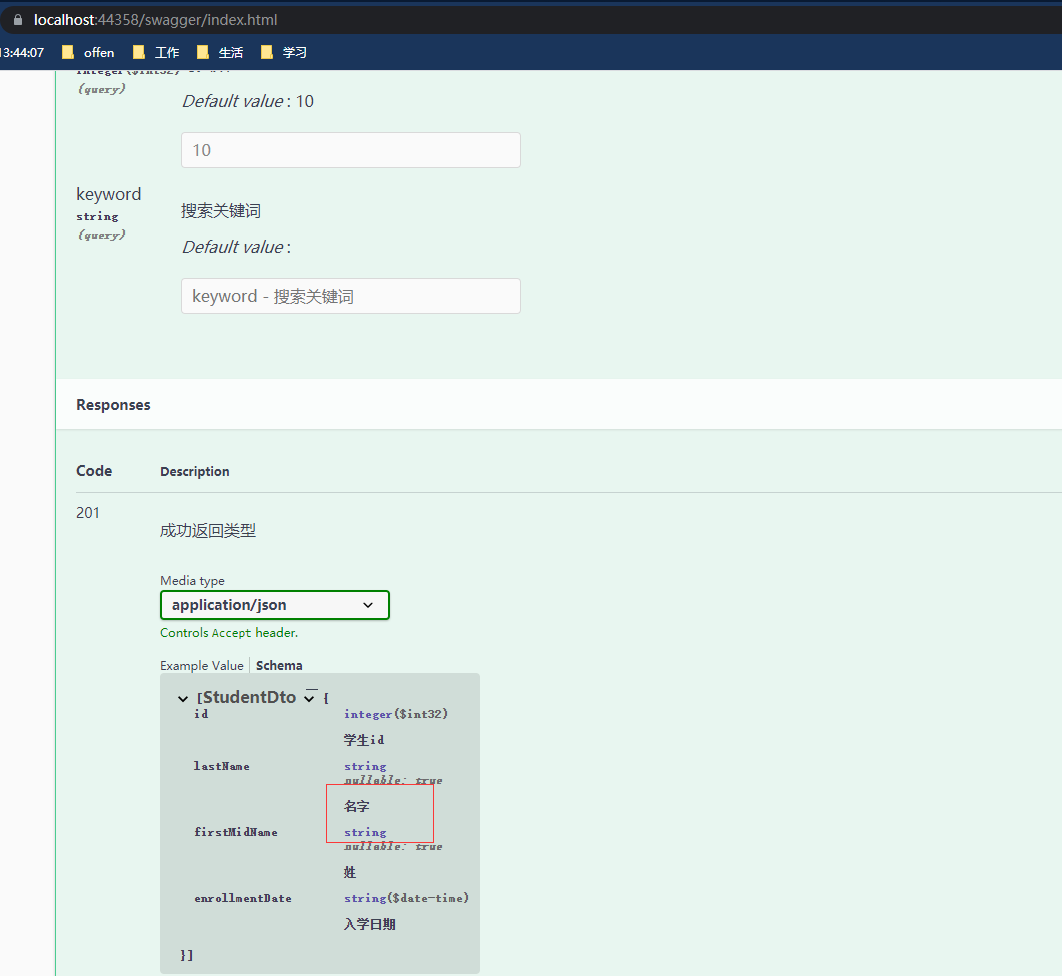 localhost:44358/swagger/index.html
13:44:07 offen 工作 生活 学习
integer($int32)
(query)
Default value : 10
10
keyword
string
(query)
搜索关键词
Default value :
keyword - 搜索关键词
Responses
Code Description
201
成功返回类型
Media type
application/json
Controls Accept header.
Example Value Schema
[StudentDto {
id integer($int32)
学生id
lastName string
nullable: true
名字
firstMidName string
nullable: true
姓
enrollmentDate string($date-time)
入学日期
}]